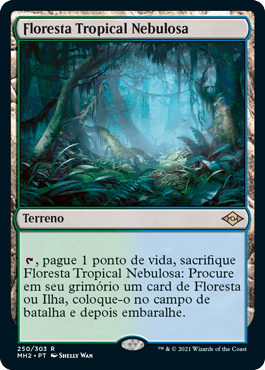 Floresta Tropical Nebulosa
Terreno
, pague 1 ponto de vida, sacrifique
Floresta Tropical Nebulosa: Procure
em seu grimório um card de Floresta
ou Ilha, coloque-o no campo de
batalha e depois embaralhe.
250/303 R
MH2 • PT SHELLY WAN
™ & © 2021 Wizards of the Coast